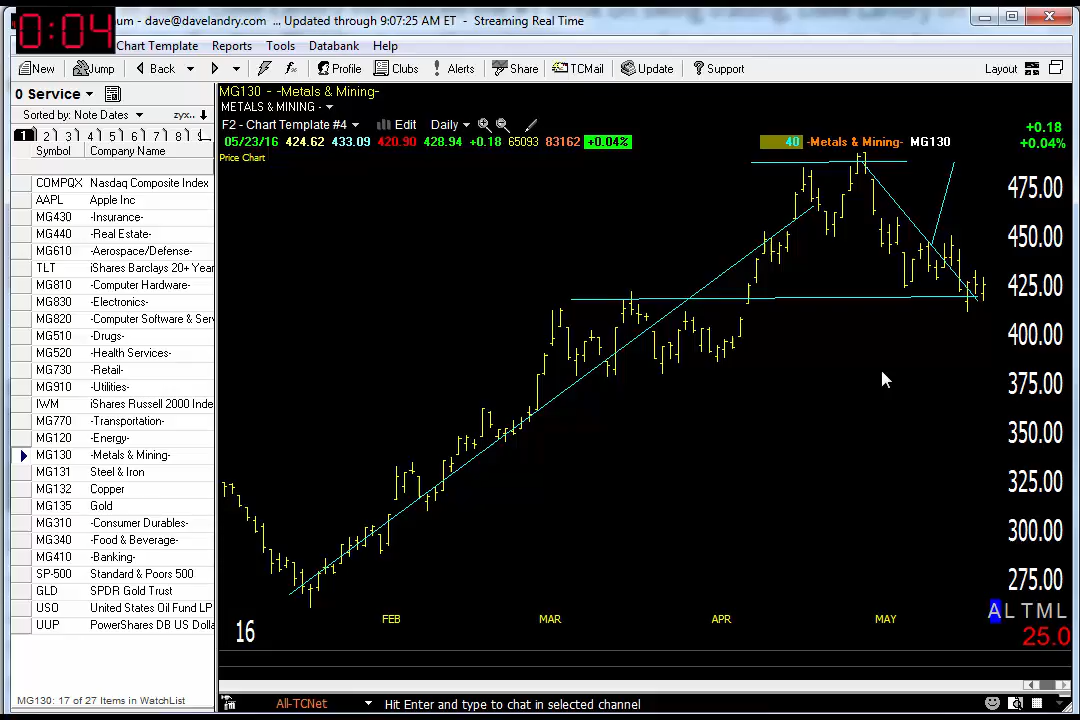 0:04
um - dave@davelandry.com ... Updated through 9:07:25 AM ET - Streaming Real Time
Chart Template Reports Tools Databank Help
New Jump Back Profile Clubs Alerts Share TCMail Update Support Layout
0 Service
Sorted by: Note Dates zyx..
1 2 3 4 5 6 7 8
Symbol Company Name
COMPQX Nasdaq Composite Index
AAPL Apple Inc
MG430 -Insurance-
MG440 -Real Estate-
MG610 -Aerospace/Defense-
TLT iShares Barclays 20+ Year
MG810 -Computer Hardware-
MG830 -Electronics-
MG820 -Computer Software & Serv
MG510 -Drugs-
MG520 -Health Services-
MG730 -Retail-
MG910 -Utilities-
IWM iShares Russell 2000 Inde
MG770 -Transportation-
MG120 -Energy-
MG130 -Metals & Mining-
MG131 Steel & Iron
MG132 Copper
MG135 Gold
MG310 -Consumer Durables-
MG340 -Food & Beverage-
MG410 -Banking-
SP-500 Standard & Poors 500
GLD SPDR Gold Trust
USO United States Oil Fund LP
UUP PowerShares DB US Dolla
MG130: 17 of 27 Items in WatchList
MG130 - -Metals & Mining-
METALS & MINING -
F2 - Chart Template #4 Edit Daily
05/23/16 424.62 433.09 420.90 428.94 +0.18 65093 83162 +0.04%
Price Chart
40 -Metals & Mining- MG130
+0.18
+0.04%
475.00
450.00
425.00
400.00
375.00
350.00
325.00
300.00
275.00
A L T M L
25.0
16 FEB MAR APR MAY
All-TCNet Hit Enter and type to chat in selected channel